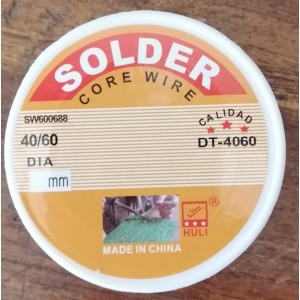 SOLDER
CORE WIRE
SW600688
CALIDAD
40/60
DT-4060
DIA
mm
®
HULI
MADE IN CHINA